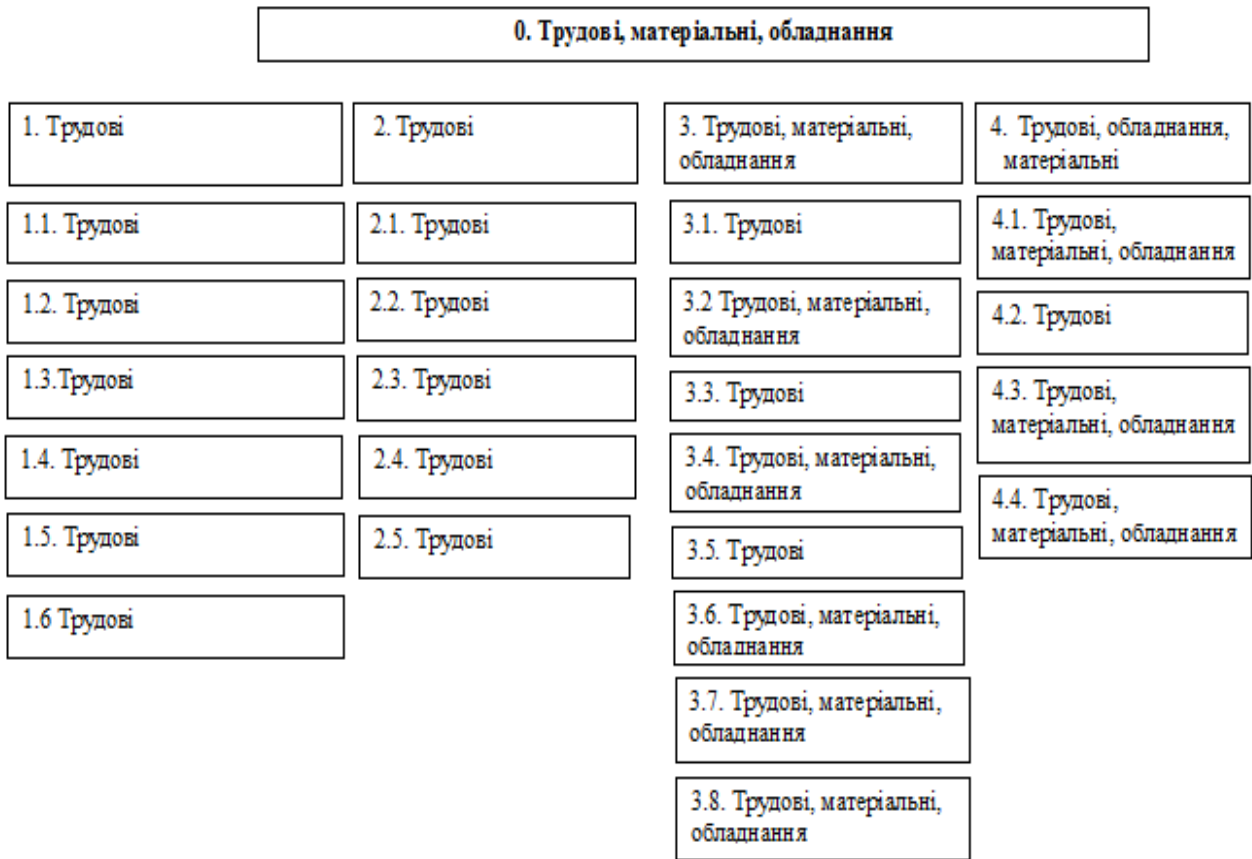 0. Трудові, матеріальні, обладнання
1. Трудові
1.1. Трудові
1.2. Трудові
1.3.Трудові
1.4. Трудові
1.5. Трудові
1.6 Трудові
2. Трудові
2.1. Трудові
2.2. Трудові
2.3. Трудові
2.4. Трудові
2.5. Трудові
3. Трудові, матеріальні,
обладнання
3.1. Трудові
3.2 Трудові, матеріальні,
обладнання
3.3. Трудові
3.4. Трудові, матеріальні,
обладнання
3.5. Трудові
3.6. Трудові, матеріальні,
обладнання
3.7. Трудові, матеріальні,
обладнання
3.8. Трудові, матеріальні,
обладнання
4. Трудові, обладнання,
матеріальні
4.1. Трудові,
матеріальні, обладнання
4.2. Трудові
4.3. Трудові,
матеріальні, обладнання
4.4. Трудові,
матеріальні, обладнання